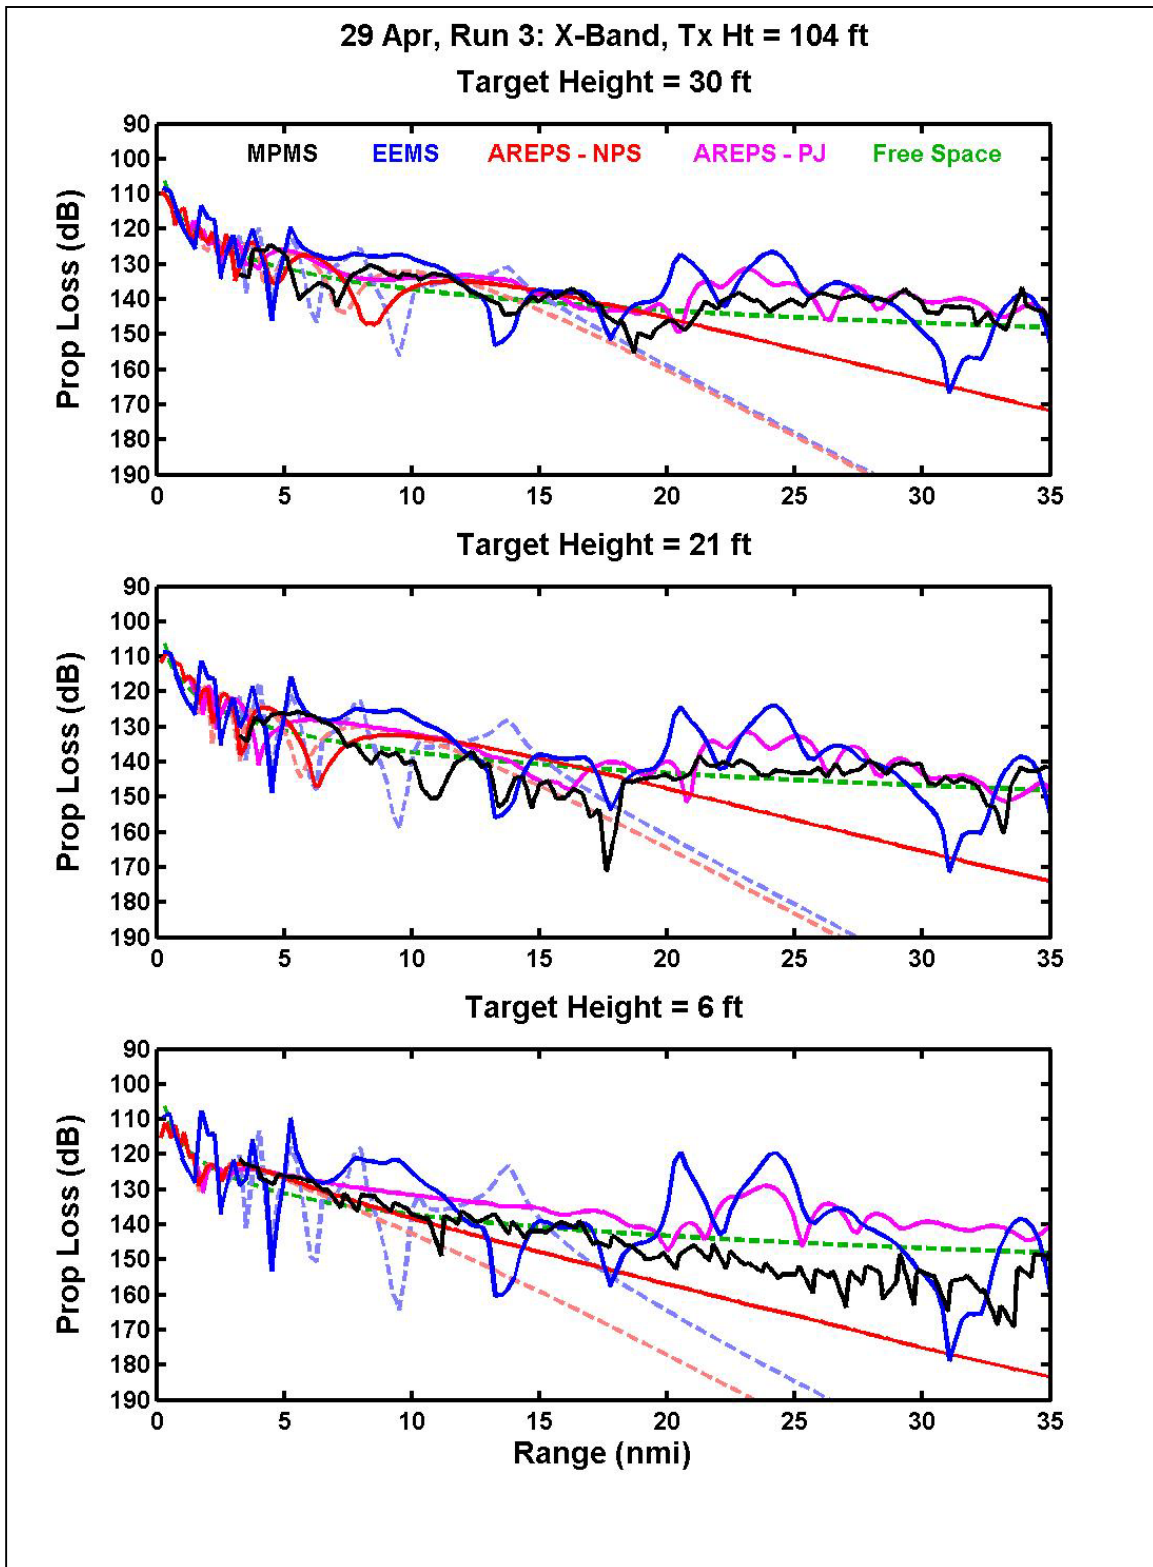 29 Apr, Run 3: X-Band, Tx Ht = 104 ft
Target Height = 30 ft
MPMS EEMS AREPS - NPS AREPS - PJ Free Space
Prop Loss (dB)
90
100
110
120
130
140
150
160
170
180
190
0 5 10 15 20 25 30 35
Target Height = 21 ft
Prop Loss (dB)
90
100
110
120
130
140
150
160
170
180
190
0 5 10 15 20 25 30 35
Target Height = 6 ft
Prop Loss (dB)
90
100
110
120
130
140
150
160
170
180
190
0 5 10 15 20 25 30 35
Range (nmi)